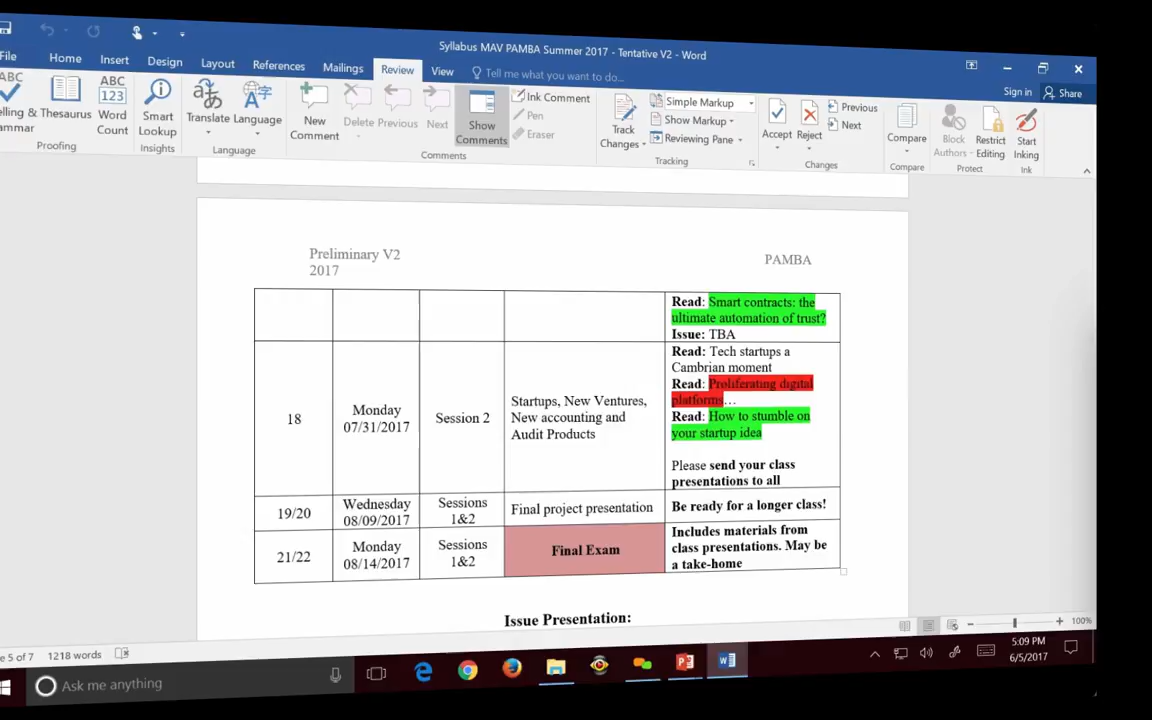 Syllabus MAV PAMBA Summer 2017 - Tentative V2 - Word
File Home Insert Design Layout References Mailings Review View Tell me what you want to do...
Sign in Share
ABC
Thesaurus
ABC
123
Word
Count
Proofing
Smart
Lookup
Insights
Translate Language
Language
New
Comment
Delete Previous Next
Show
Comments
Ink Comment
Pen
Eraser
Comments
Track
Changes
Simple Markup
Show Markup
Reviewing Pane
Tracking
Accept Reject
Previous
Next
Changes
Compare
Compare
Block
Authors
Restrict
Editing
Protect
Start
Inking
Ink
Preliminary V2
2017
PAMBA
Read: Smart contracts: the
ultimate automation of trust?
Issue: TBA
18
Monday
07/31/2017
Session 2
Startups, New Ventures,
New accounting and
Audit Products
Read: Tech startups a
Cambrian moment
Read: Proliferating digital
platforms…
Read: How to stumble on
your startup idea
Please send your class
presentations to all
19/20
Wednesday
08/09/2017
Sessions
1&2
Final project presentation
Be ready for a longer class!
21/22
Monday
08/14/2017
Sessions
1&2
Final Exam
Includes materials from
class presentations. May be
a take-home
Issue Presentation:
5 of 7 1218 words
100%
Ask me anything
5:09 PM
6/5/2017